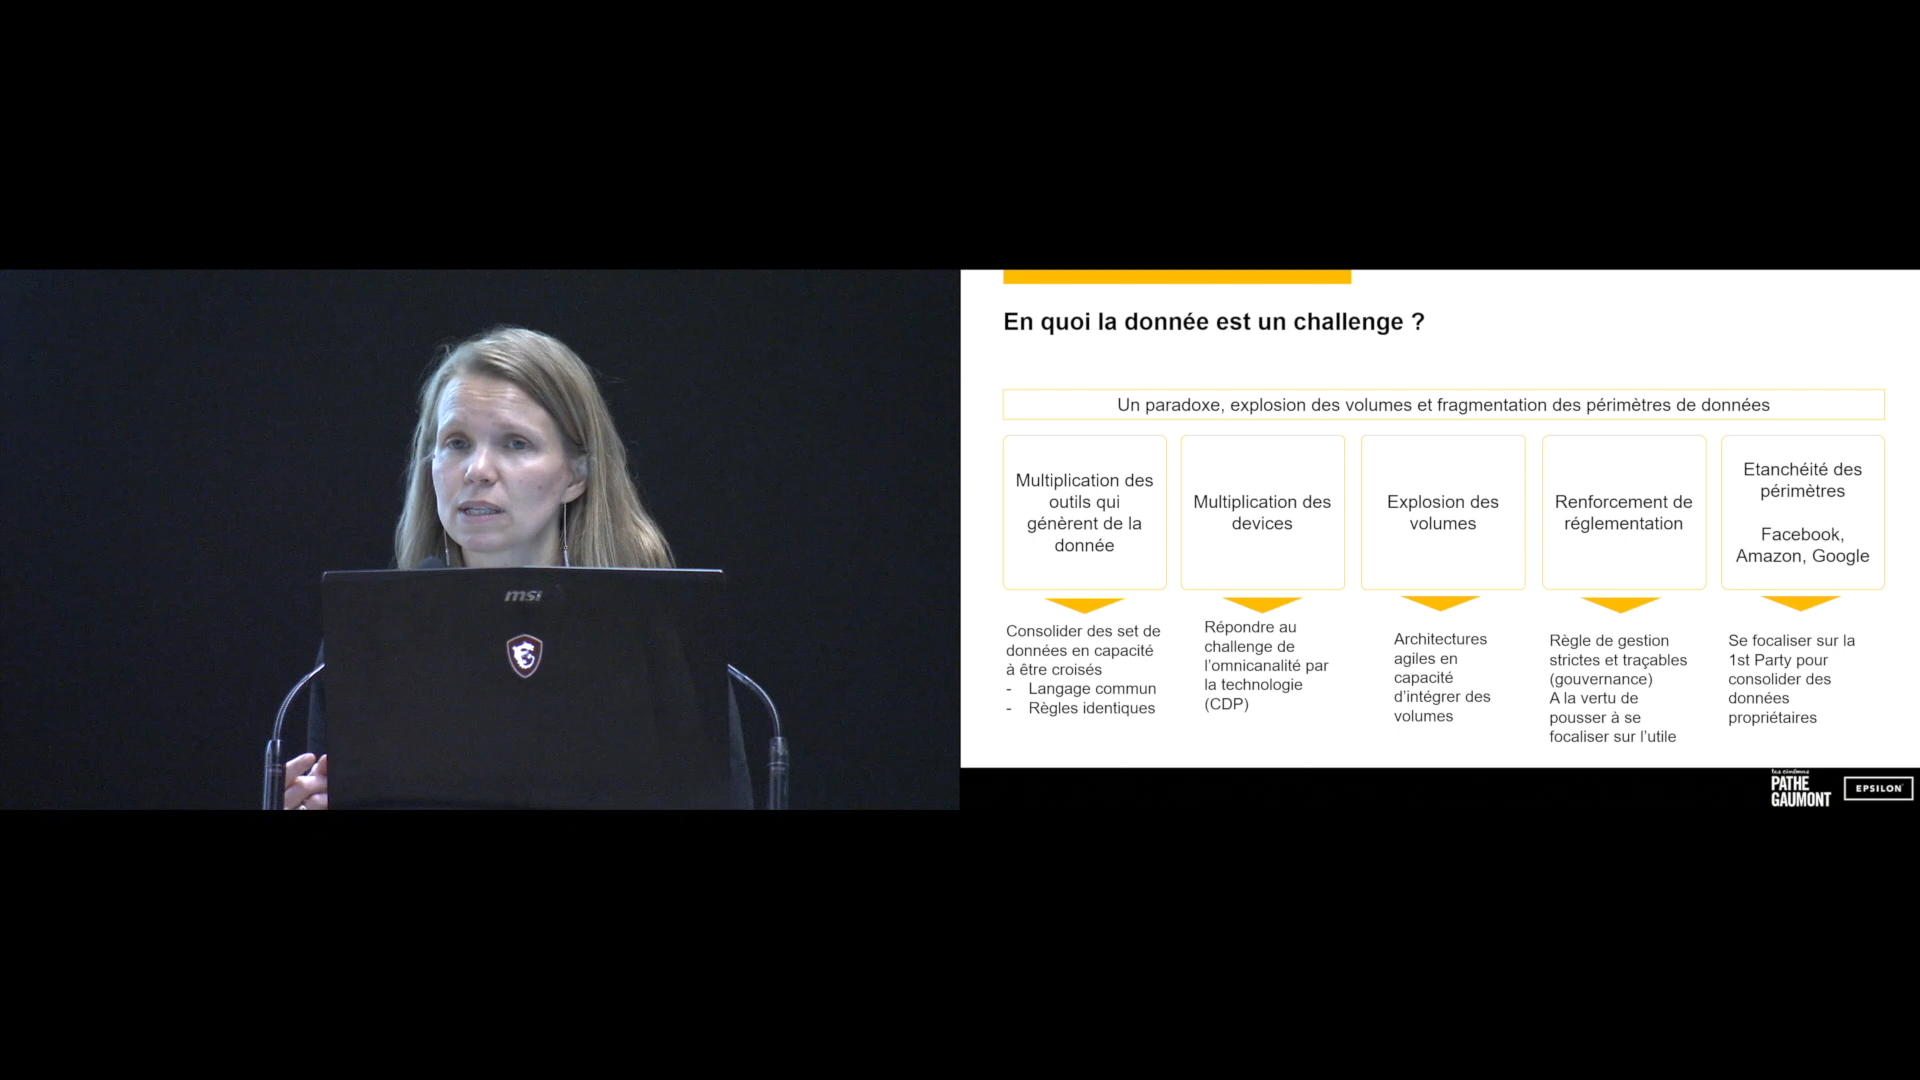 msi
En quoi la donnée est un challenge ?
Un paradoxe, explosion des volumes et fragmentation des périmètres de données
Multiplication des
outils qui
génèrent de la
donnée
Multiplication des
devices
Explosion des
volumes
Renforcement de
réglementation
Etanchéité des
périmètres
Facebook,
Amazon, Google
Consolider des set de
données en capacité
à être croisés
- Langage commun
- Règles identiques
Répondre au
challenge de
l'omnicanalité par
la technologie
(CDP)
Architectures
agiles en
capacité
d'intégrer des
volumes
Règle de gestion
strictes et traçables
(gouvernance)
A la vertu de
pousser à se
focaliser sur l'utile
Se focaliser sur la
1st Party pour
consolider des
données
propriétaires
les cinémas
PATHE
GAUMONT
EPSILON